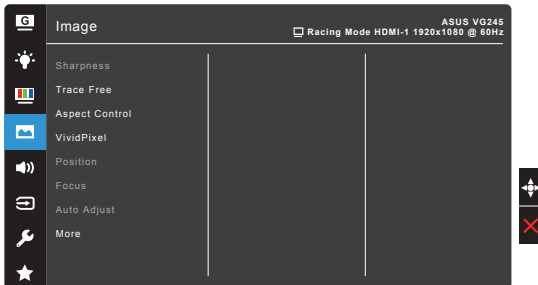 G
Image
ASUS VG245
Racing Mode HDMI-1 1920x1080 @ 60Hz
Sharpness
Trace Free
Aspect Control
VividPixel
Position
Focus
Auto Adjust
More